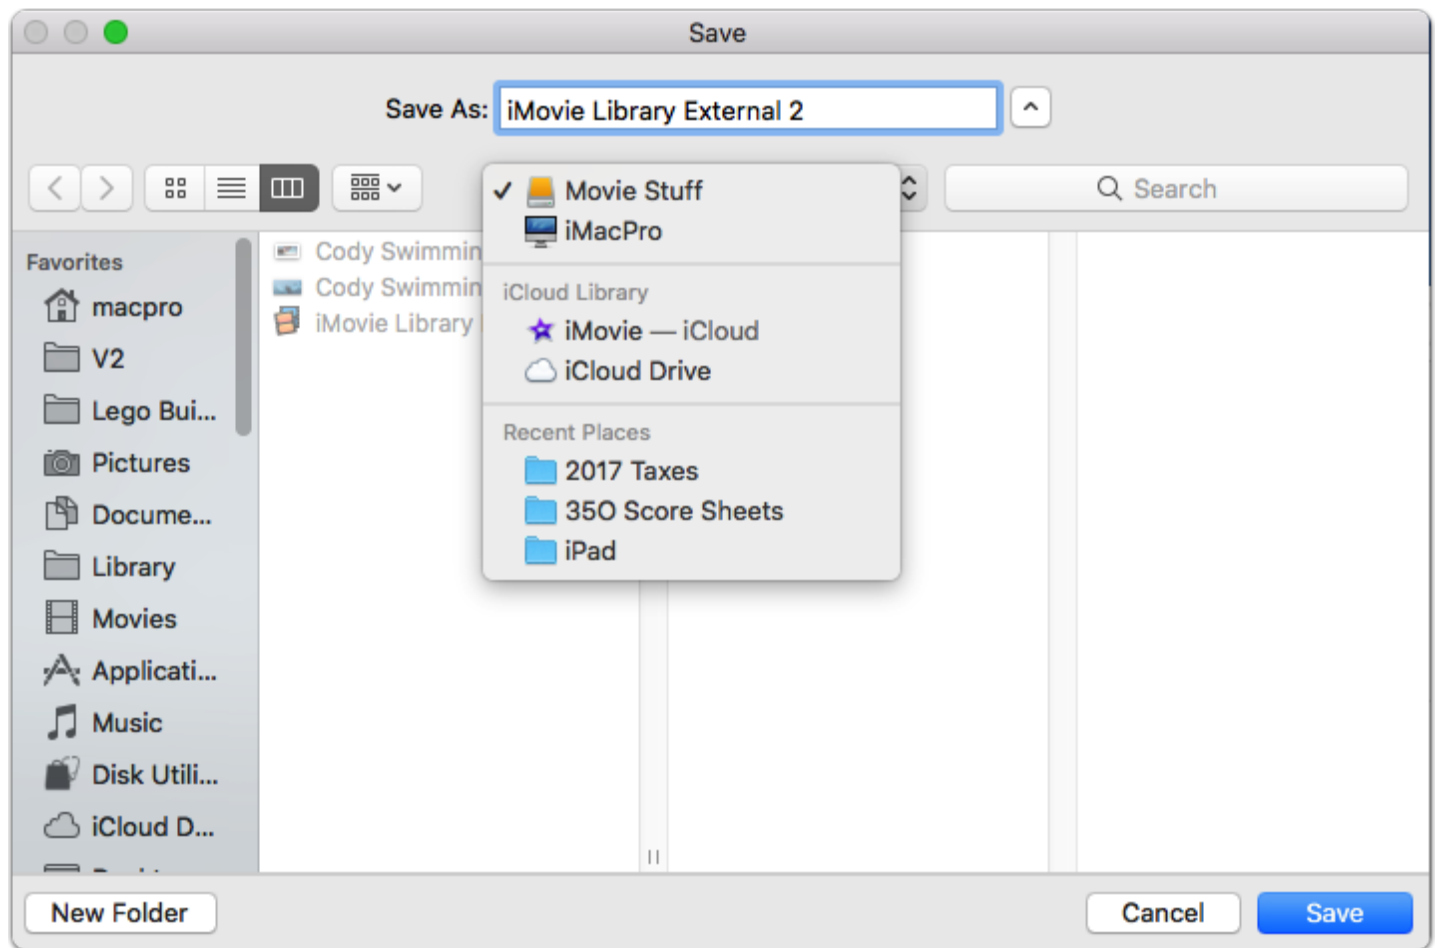 Save
Save As: iMovie Library External 2
Search
Movie Stuff
iMacPro
iCloud Library
iMovie — iCloud
iCloud Drive
Recent Places
2017 Taxes
35O Score Sheets
iPad
Favorites
macpro
V2
Lego Bui...
Pictures
Docume...
Library
Movies
Applicati...
Music
Disk Utili...
iCloud D...
Cody Swimmin
Cody Swimmin
iMovie Library
New Folder
Cancel
Save